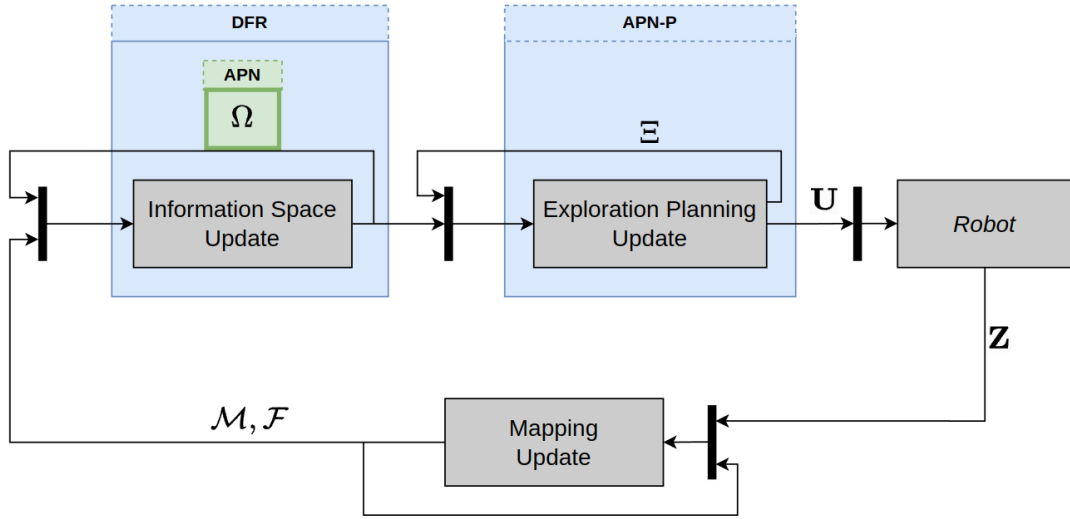 DFR
APN-P
APN
Ω
Ξ
Information Space
Update
Exploration Planning
Update
U
Robot
Z
ℳ, ℱ
Mapping
Update